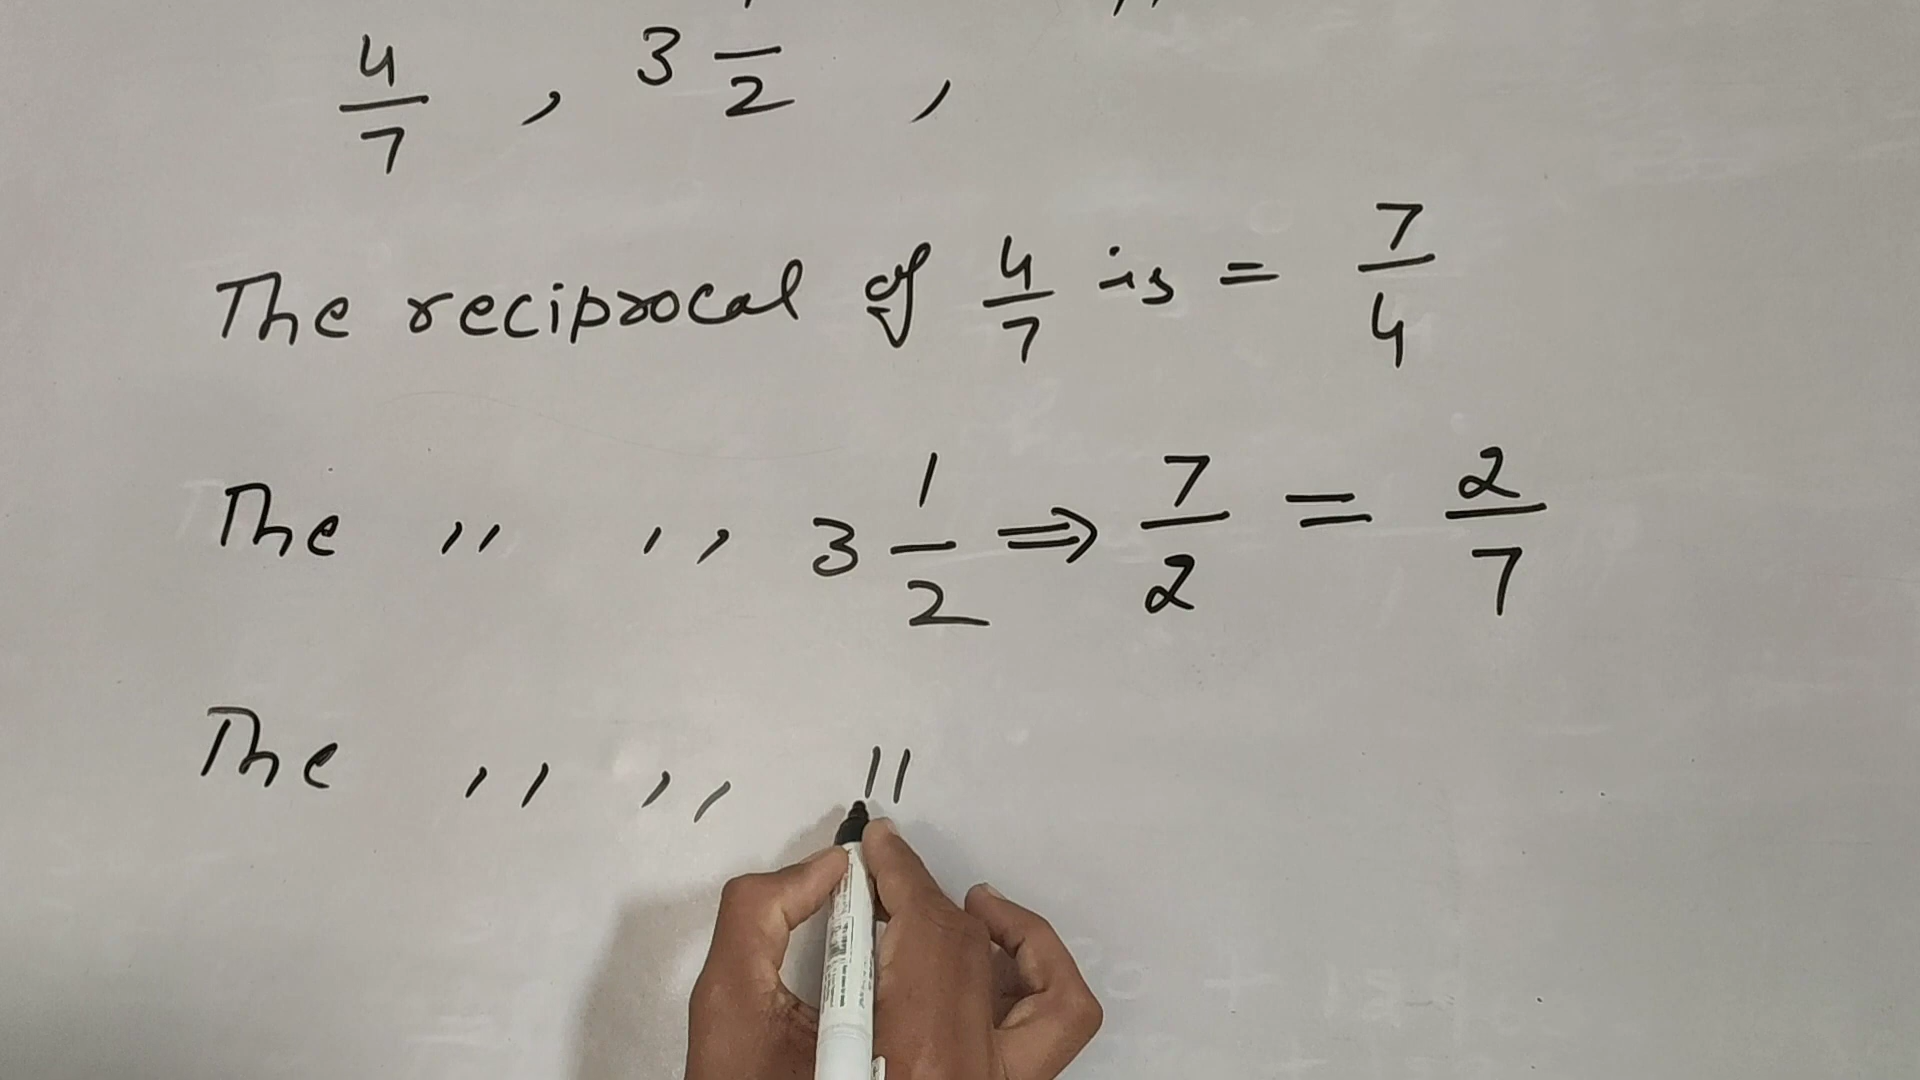 4/7 , 3 1/2 , 11
The reciprocal of 4/7 is = 7/4
The ,, ,, 3 1/2 ⇒ 7/2 = 2/7
The ,, ,, 11